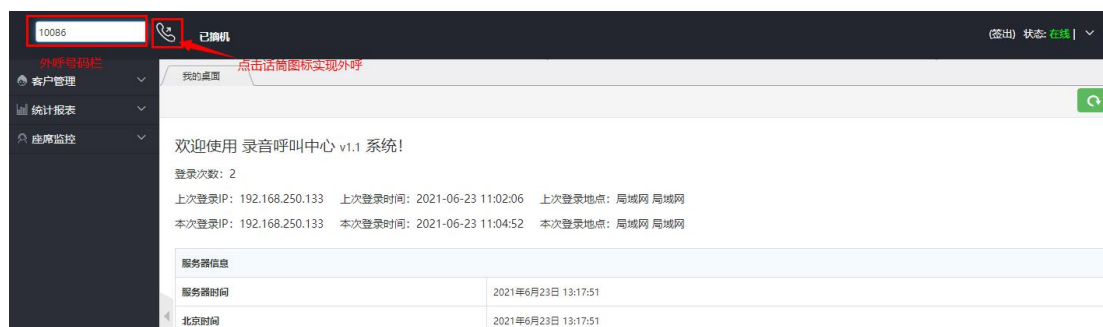 10086
已摘机
(签出) 状态: 在线 |
外呼号码栏
点击话筒图标实现外呼
客户管理
我的桌面
统计报表
座席监控
欢迎使用 录音呼叫中心 v1.1 系统!
登录次数: 2
上次登录IP: 192.168.250.133 上次登录时间: 2021-06-23 11:02:06 上次登录地点: 局域网 局域网
本次登录IP: 192.168.250.133 本次登录时间: 2021-06-23 11:04:52 本次登录地点: 局域网 局域网
服务器信息
服务器时间 2021年6月23日 13:17:51
北京时间 2021年6月23日 13:17:51